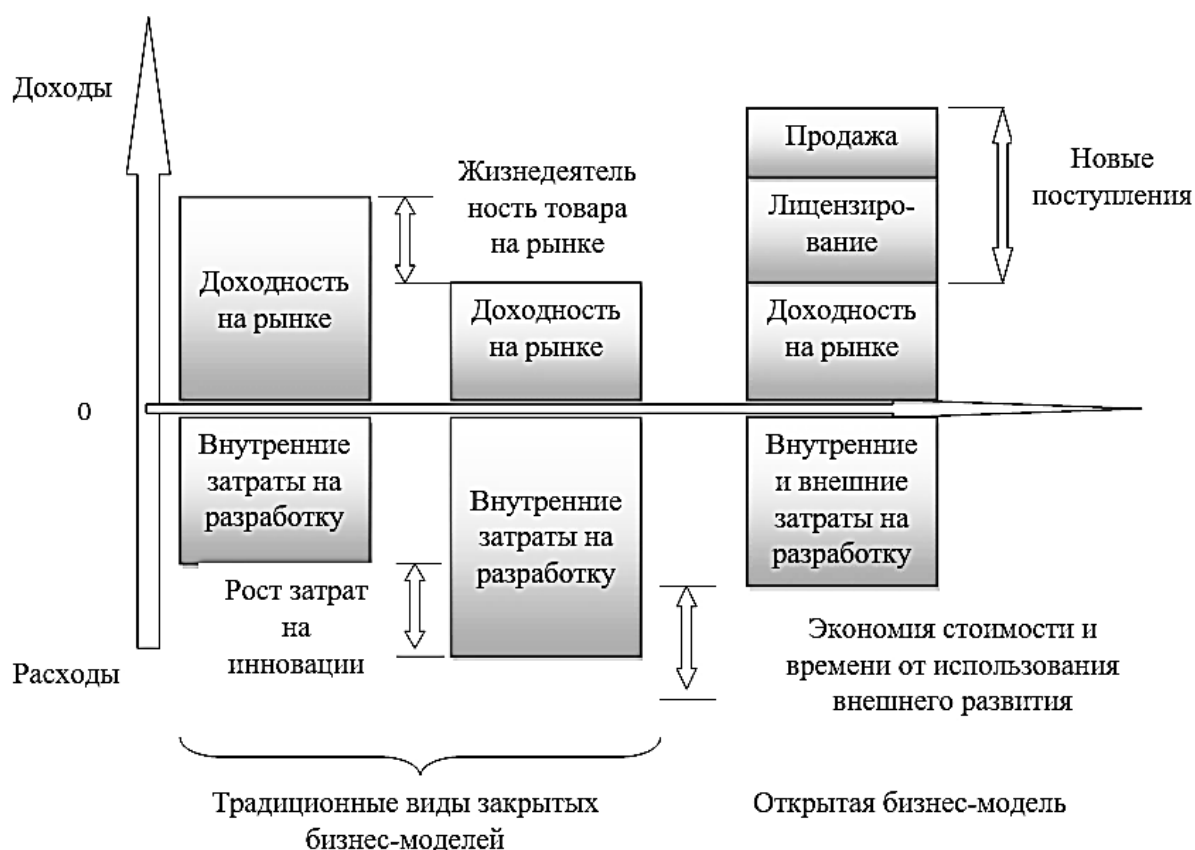 Доходы
Продажа
Жизнедеятель
ность товара
на рынке
Новые
поступления
Лицензиро-
вание
Доходность
на рынке
Доходность
на рынке
Доходность
на рынке
0
Внутренние
затраты на
разработку
Внутренние
затраты на
разработку
Внутренние
и внешние
затраты на
разработку
Рост затрат
на
инновации
Экономия стоимости и
времени от использования
внешнего развития
Расходы
Традиционные виды закрытых
бизнес-моделей
Открытая бизнес-модель